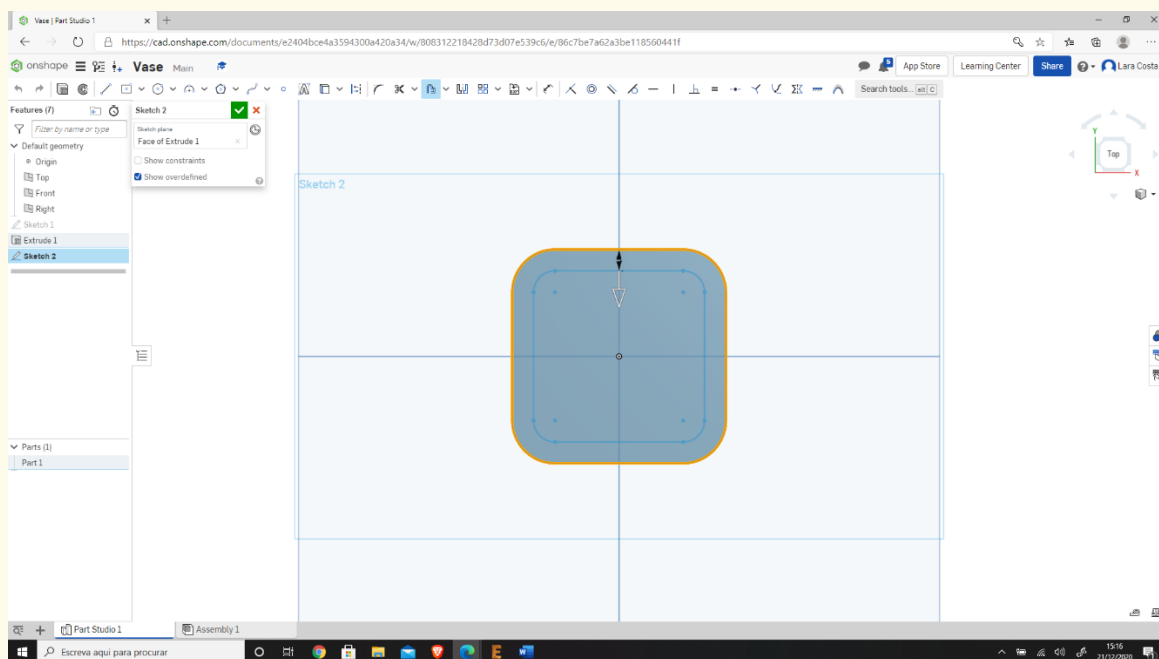 Vase | Part Studio 1
https://cad.onshape.com/documents/e2404bce4a3594300a420a34/w/808312218428d73d07e539c6/e/86c7be7a62a3be118560441f
onshape Vase Main 5 App Store Learning Center Share Lara Costa
Search tools... alt C
Features (7)
Filter by name or type
Default geometry
Origin
Top
Front
Right
Sketch 1
Extrude 1
Sketch 2
Sketch 2
Sketch plane
Face of Extrude 1
Show constraints
Show overdefined
Sketch 2
Y
Top
X
Parts (1)
Part 1
Part Studio 1 Assembly 1
Escreva aqui para procurar
15:16
21/12/2020